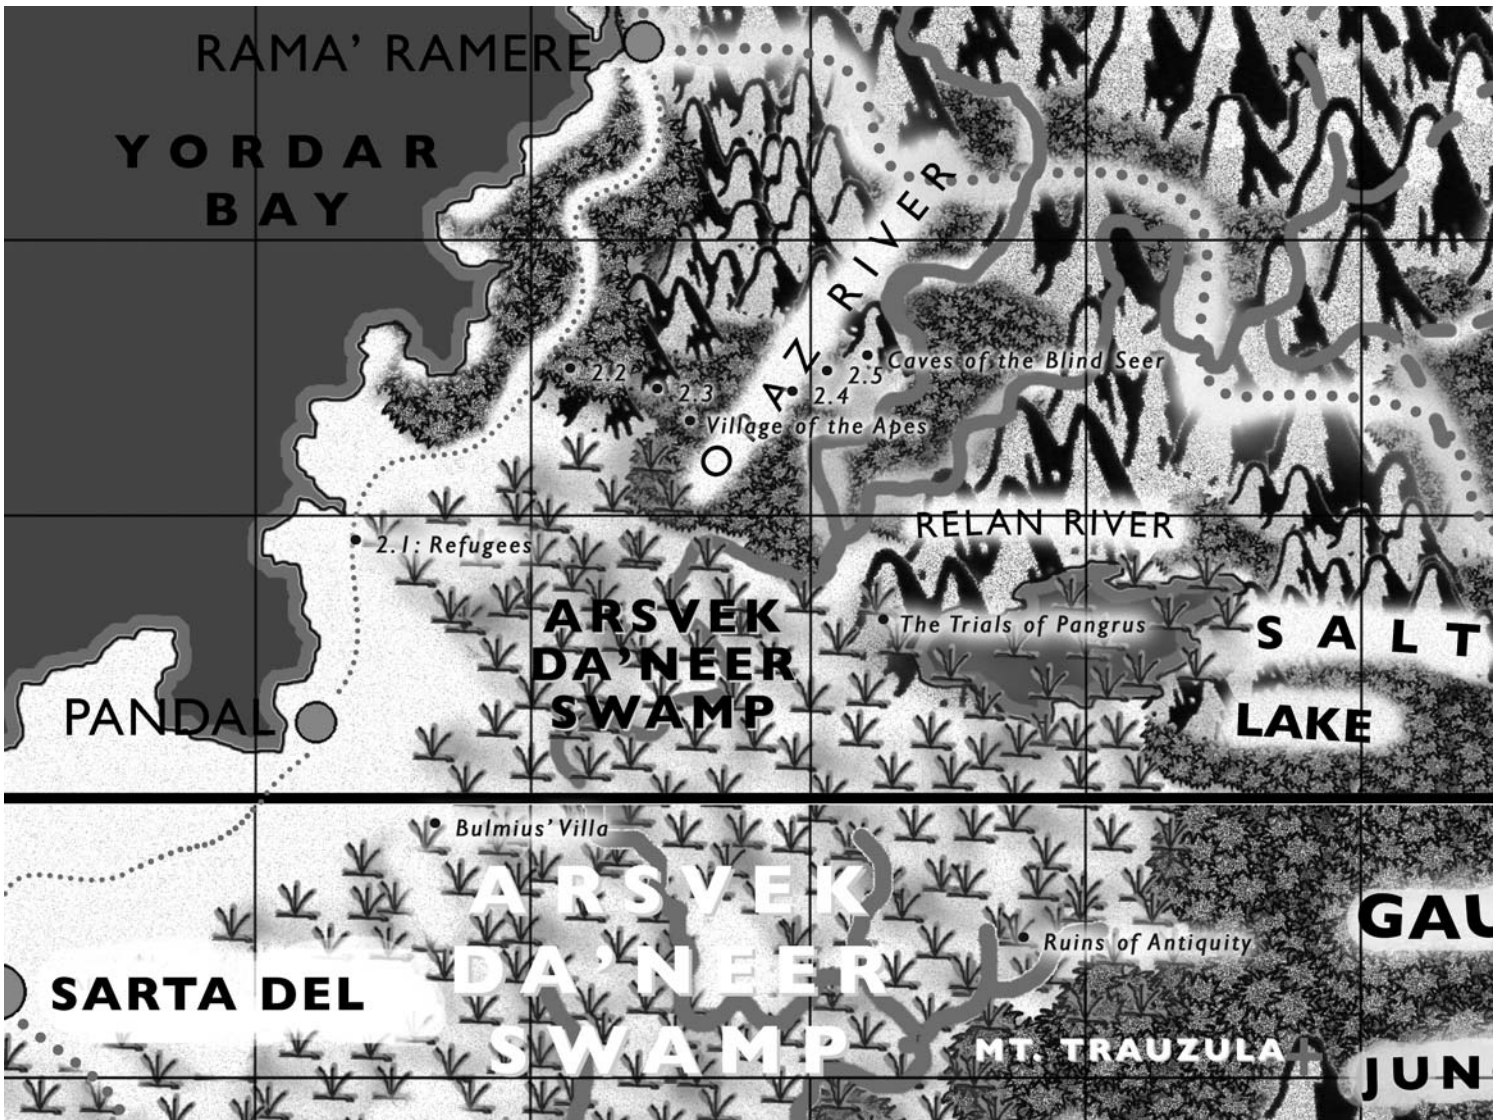 RAMA' RAMERE
YORDAR
BAY
RAZ RIVER
Caves of the Blind Seer
2.2
2.5
2.3
2.4
Village of the Apes
RELAN RIVER
2.1: Refugees
ARSVEK
DA'NEER
SWAMP
The Trials of Pangrus
SALT
LAKE
PANDAL
Bulmius' Villa
ARSVEK
DA'NEER
SWAMP
GAU
Ruins of Antiquity
SARTA DEL
MT. TRAUZULA
JUN